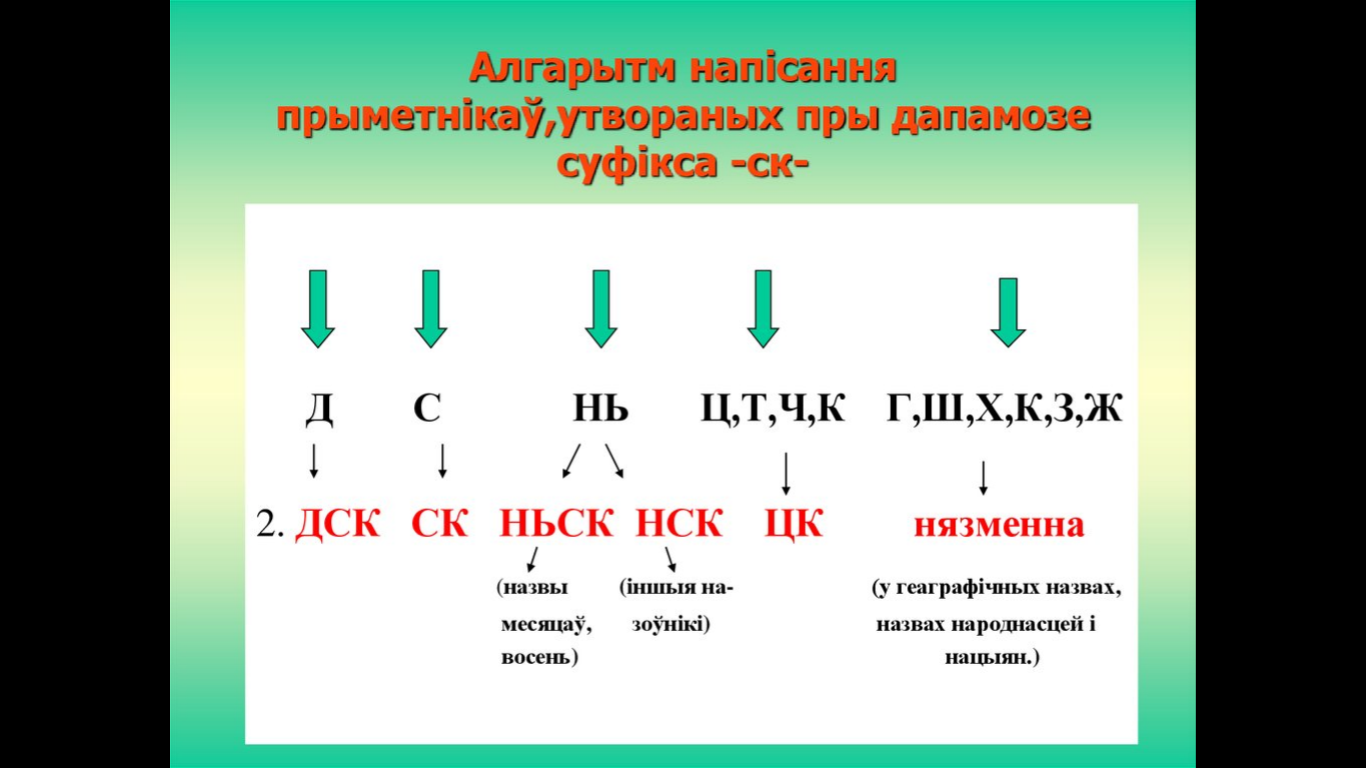 Алгарытм напісання
прыметнікаў,утвораных пры дапамозе
суфікса -ск-
Д С НЬ Ц,Т,Ч,К Г,Ш,Х,К,З,Ж
2. ДСК СК НЬСК НСК ЦК нязменна
(назвы (іншыя на- (у геаграфічных назвах,
месяцаў, зоўнікі) назвах народнасцей і
восень) нацыян.)